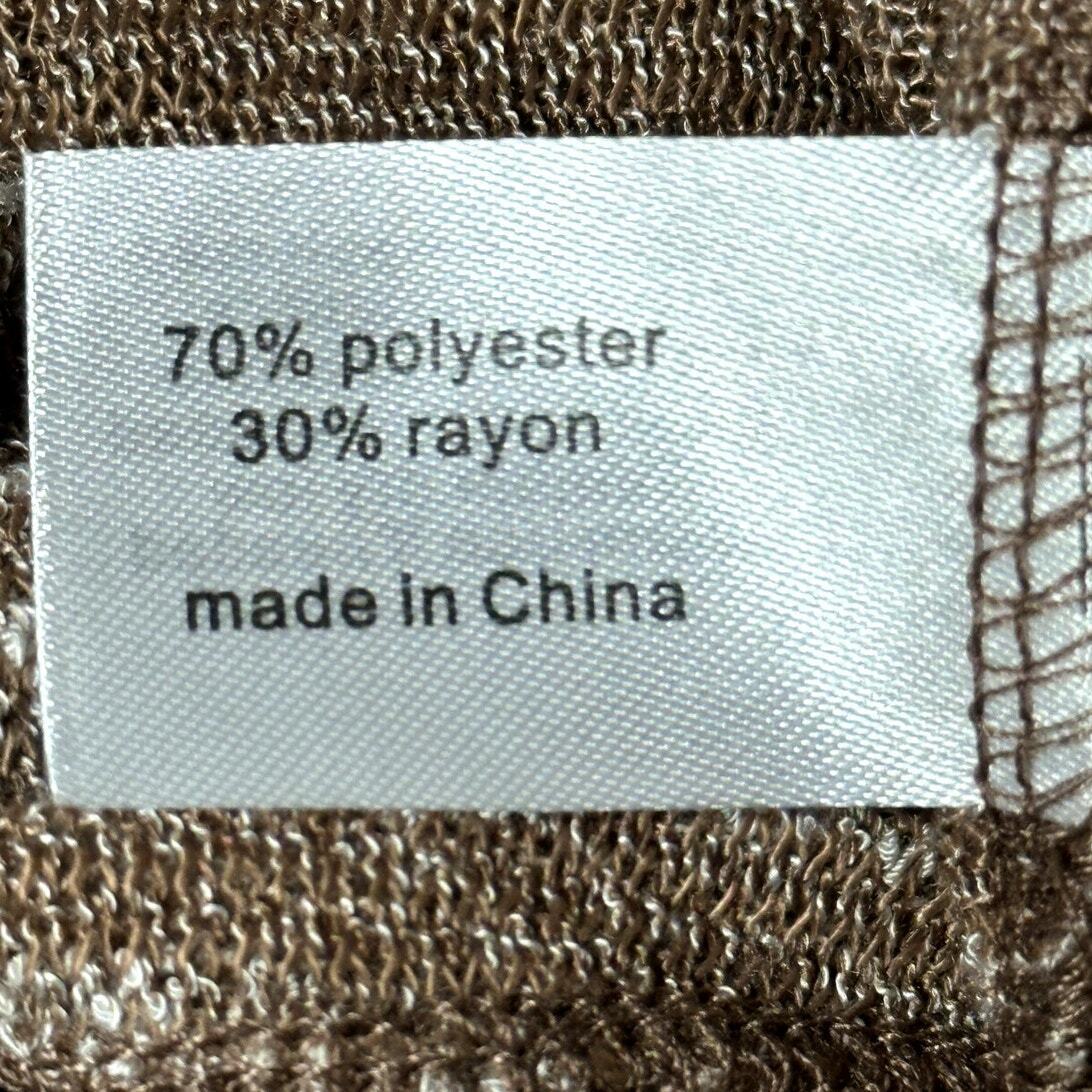 70% polyester
30% rayon
made in China